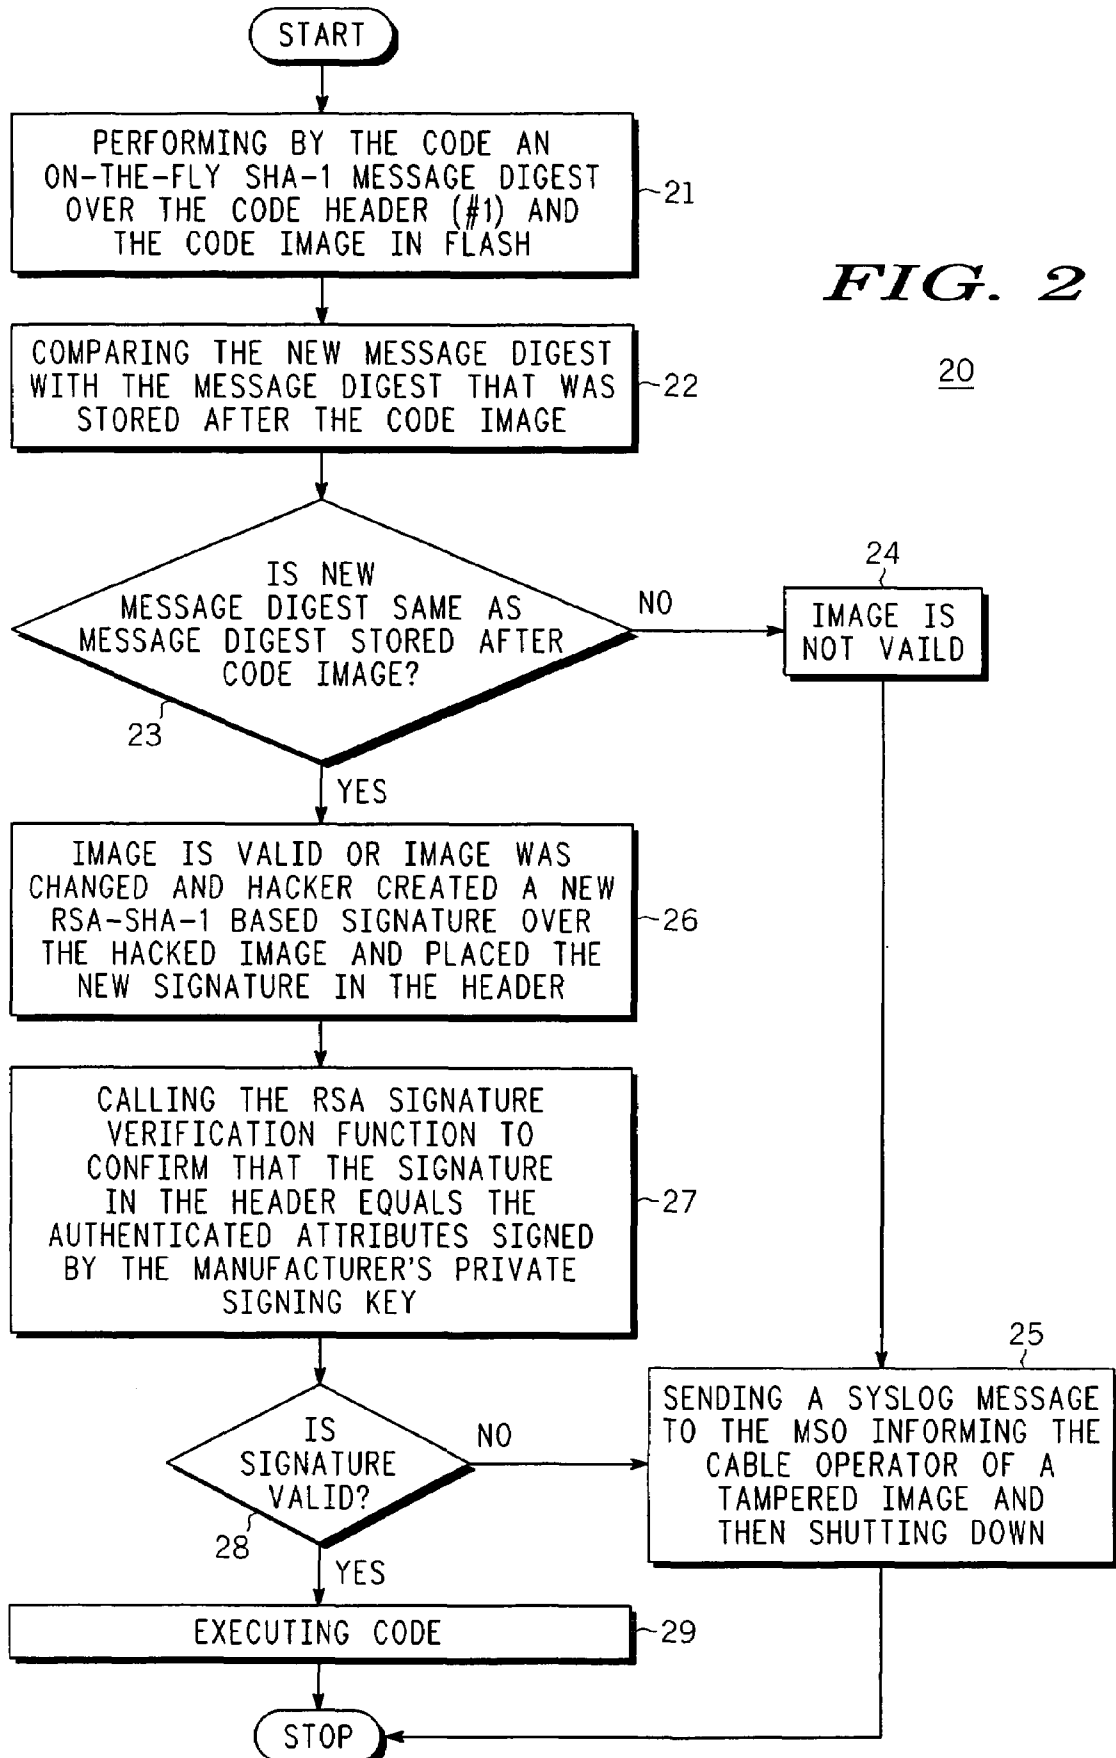 START
PERFORMING BY THE CODE AN
ON-THE-FLY SHA-1 MESSAGE DIGEST
OVER THE CODE HEADER (#1) AND
THE CODE IMAGE IN FLASH
21
FIG. 2
20
COMPARING THE NEW MESSAGE DIGEST
WITH THE MESSAGE DIGEST THAT WAS
STORED AFTER THE CODE IMAGE
22
IS NEW
MESSAGE DIGEST SAME AS
MESSAGE DIGEST STORED AFTER
CODE IMAGE?
23
NO
24
IMAGE IS
NOT VAILD
YES
IMAGE IS VALID OR IMAGE WAS
CHANGED AND HACKER CREATED A NEW
RSA-SHA-1 BASED SIGNATURE OVER
THE HACKED IMAGE AND PLACED THE
NEW SIGNATURE IN THE HEADER
26
CALLING THE RSA SIGNATURE
VERIFICATION FUNCTION TO
CONFIRM THAT THE SIGNATURE
IN THE HEADER EQUALS THE
AUTHENTICATED ATTRIBUTES SIGNED
BY THE MANUFACTURER'S PRIVATE
SIGNING KEY
27
IS
SIGNATURE
VALID?
28
NO
25
SENDING A SYSLOG MESSAGE
TO THE MSO INFORMING THE
CABLE OPERATOR OF A
TAMPERED IMAGE AND
THEN SHUTTING DOWN
YES
EXECUTING CODE
29
STOP